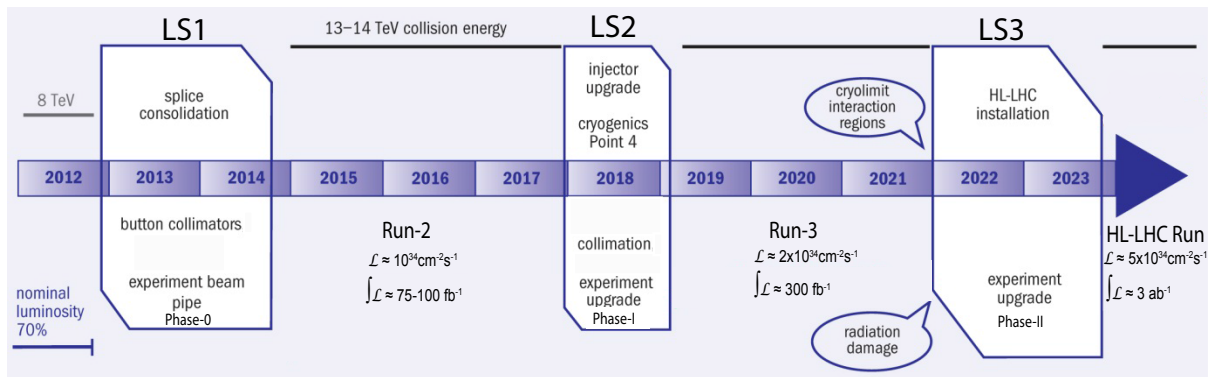 LS1
LS2
LS3
13–14 TeV collision energy
8 TeV
splice
consolidation
injector
upgrade
cryogenics
Point 4
cryolimit
interaction
regions
HL-LHC
installation
2012 2013 2014 2015 2016 2017 2018 2019 2020 2021 2022 2023
button collimators
experiment beam
pipe
Phase-0
nominal
luminosity
70%
Run-2
ℒ ≈ 10³⁴cm⁻²s⁻¹
∫ℒ ≈ 75-100 fb⁻¹
collimation
experiment
upgrade
Phase-I
Run-3
ℒ ≈ 2x10³⁴cm⁻²s⁻¹
∫ℒ ≈ 300 fb⁻¹
radiation
damage
experiment
upgrade
Phase-II
HL-LHC Run
ℒ ≈ 5x10³⁴cm⁻²s⁻¹
∫ℒ ≈ 3 ab⁻¹